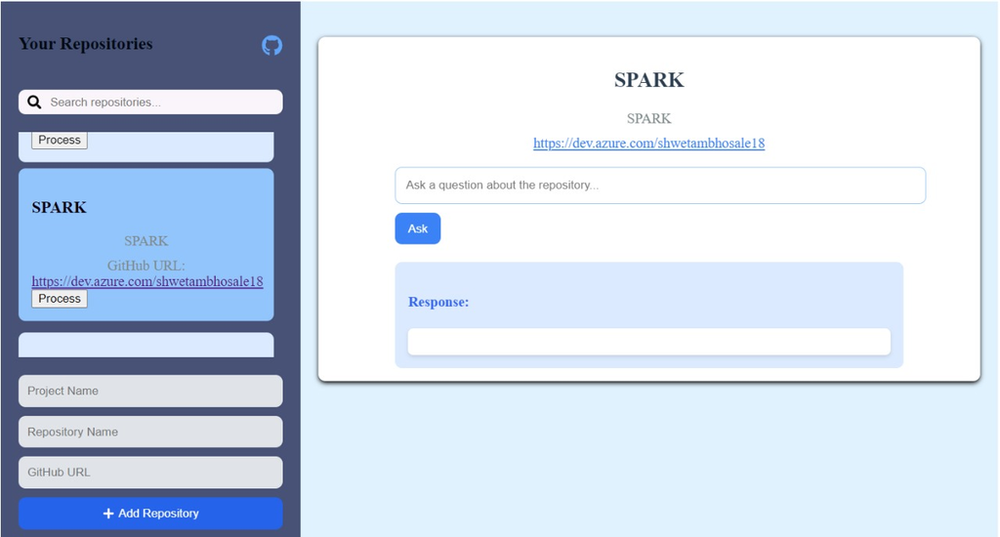 Your Repositories
Search repositories...
Process
SPARK
SPARK
GitHub URL:
https://dev.azure.com/shwetambhosale18
Process
Project Name
Repository Name
GitHub URL
Add Repository
SPARK
SPARK
https://dev.azure.com/shwetambhosale18
Ask a question about the repository...
Ask
Response: